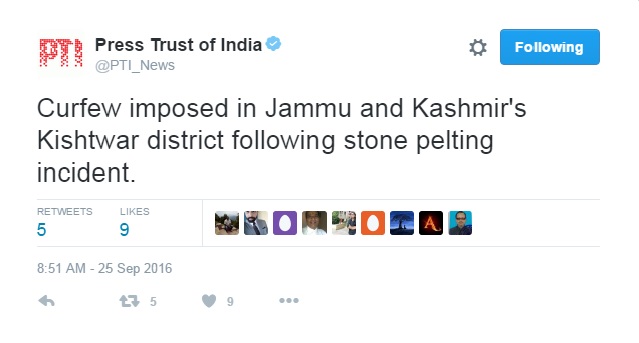 PTI Press Trust of India
@PTI_News
Following
Curfew imposed in Jammu and Kashmir's
Kishtwar district following stone pelting
incident.
RETWEETS LIKES
5 9
A
8:51 AM - 25 Sep 2016
5 9